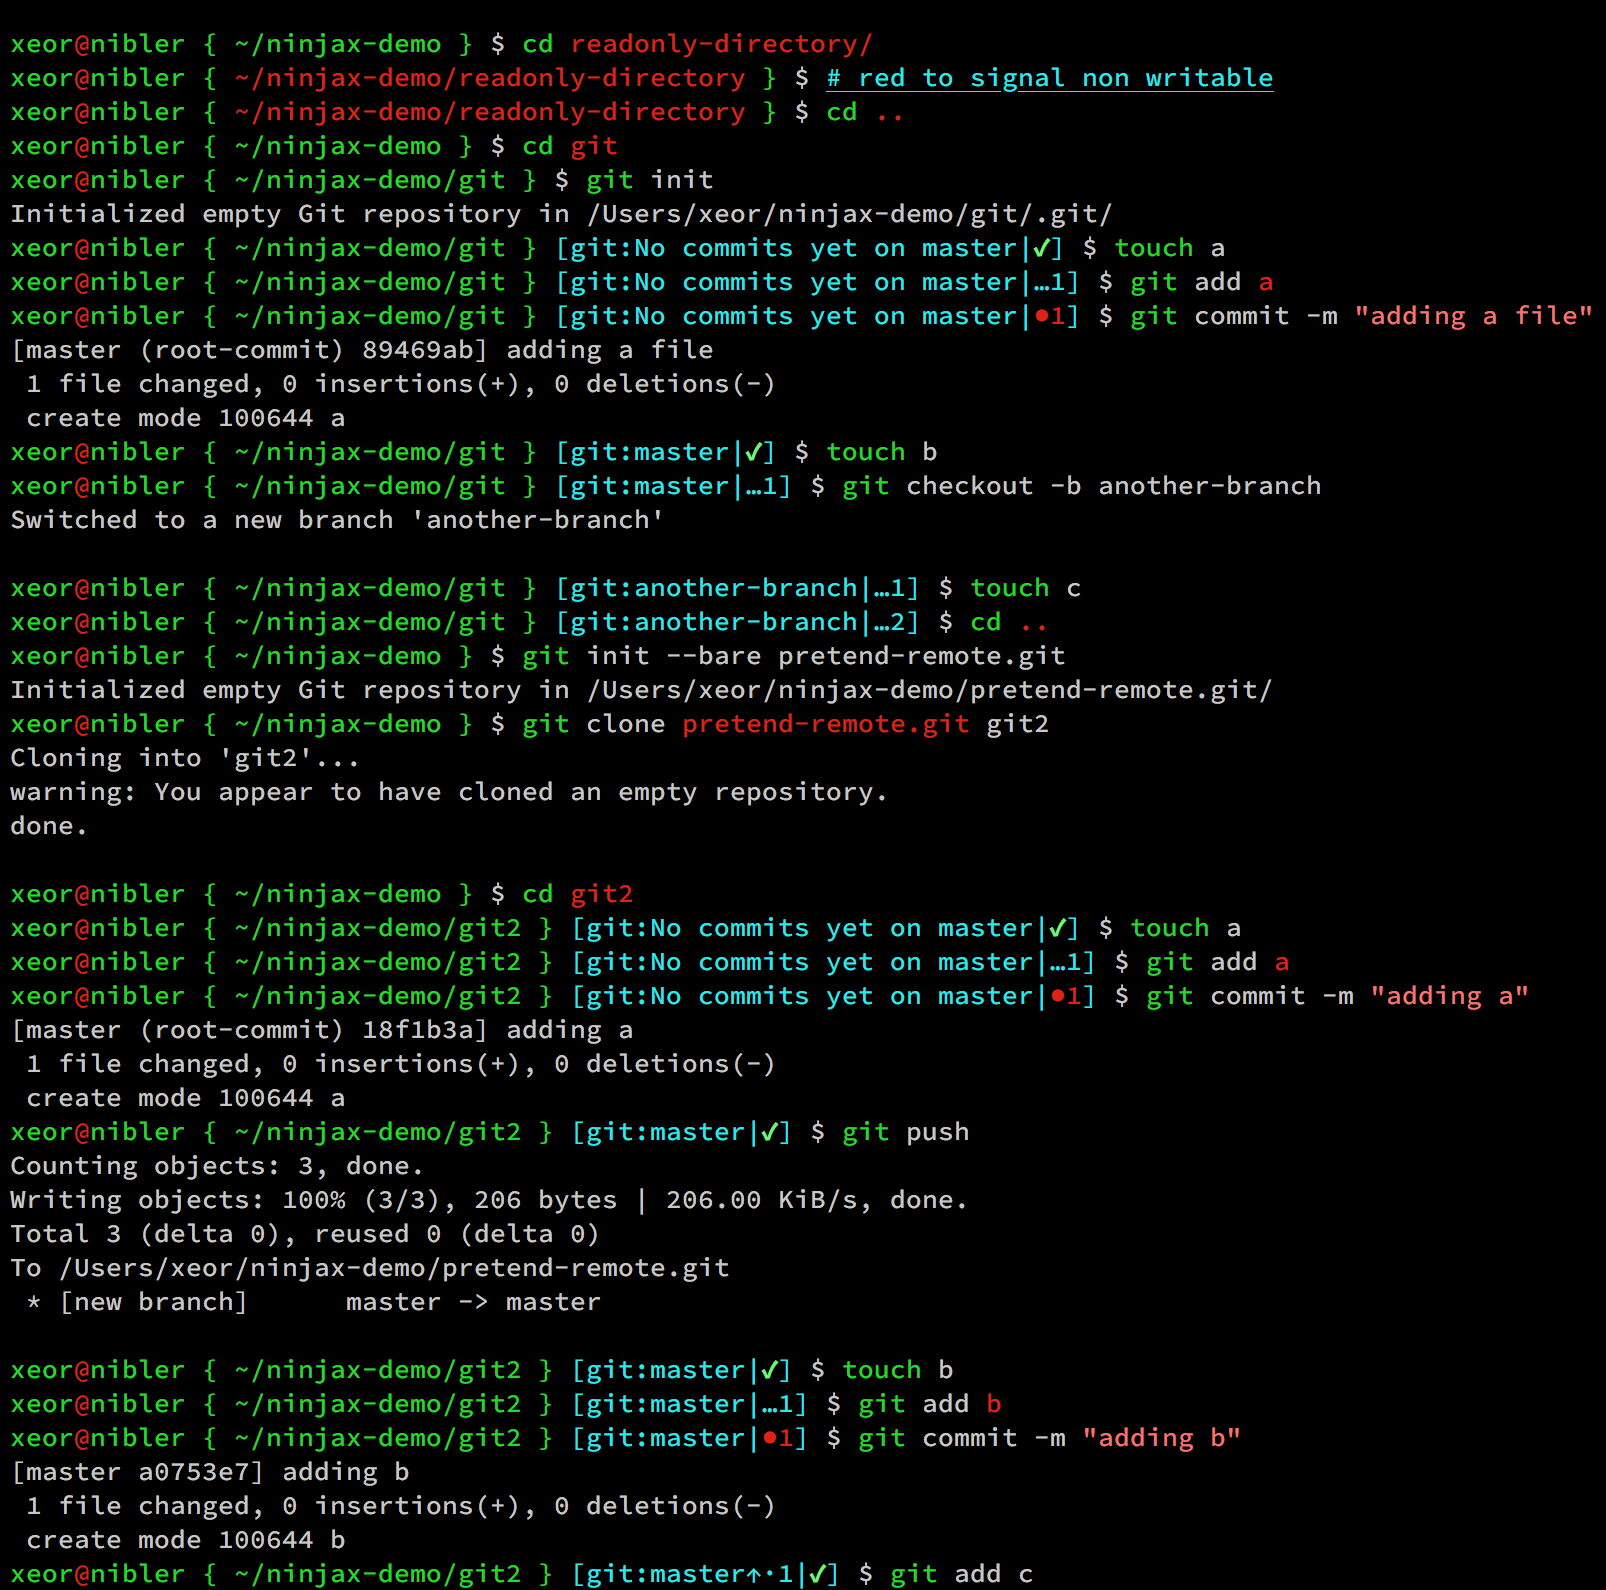 xeor@nibler { ~/ninjax-demo } $ cd readonly-directory/
xeor@nibler { ~/ninjax-demo/readonly-directory } $ # red to signal non writable
xeor@nibler { ~/ninjax-demo/readonly-directory } $ cd ..
xeor@nibler { ~/ninjax-demo } $ cd git
xeor@nibler { ~/ninjax-demo/git } $ git init
Initialized empty Git repository in /Users/xeor/ninjax-demo/git/.git/
xeor@nibler { ~/ninjax-demo/git } [git:No commits yet on master|✓] $ touch a
xeor@nibler { ~/ninjax-demo/git } [git:No commits yet on master|…1] $ git add a
xeor@nibler { ~/ninjax-demo/git } [git:No commits yet on master|●1] $ git commit -m "adding a file"
[master (root-commit) 89469ab] adding a file
 1 file changed, 0 insertions(+), 0 deletions(-)
 create mode 100644 a
xeor@nibler { ~/ninjax-demo/git } [git:master|✓] $ touch b
xeor@nibler { ~/ninjax-demo/git } [git:master|…1] $ git checkout -b another-branch
Switched to a new branch 'another-branch'

xeor@nibler { ~/ninjax-demo/git } [git:another-branch|…1] $ touch c
xeor@nibler { ~/ninjax-demo/git } [git:another-branch|…2] $ cd ..
xeor@nibler { ~/ninjax-demo } $ git init --bare pretend-remote.git
Initialized empty Git repository in /Users/xeor/ninjax-demo/pretend-remote.git/
xeor@nibler { ~/ninjax-demo } $ git clone pretend-remote.git git2
Cloning into 'git2'...
warning: You appear to have cloned an empty repository.
done.

xeor@nibler { ~/ninjax-demo } $ cd git2
xeor@nibler { ~/ninjax-demo/git2 } [git:No commits yet on master|✓] $ touch a
xeor@nibler { ~/ninjax-demo/git2 } [git:No commits yet on master|…1] $ git add a
xeor@nibler { ~/ninjax-demo/git2 } [git:No commits yet on master|●1] $ git commit -m "adding a"
[master (root-commit) 18f1b3a] adding a
 1 file changed, 0 insertions(+), 0 deletions(-)
 create mode 100644 a
xeor@nibler { ~/ninjax-demo/git2 } [git:master|✓] $ git push
Counting objects: 3, done.
Writing objects: 100% (3/3), 206 bytes | 206.00 KiB/s, done.
Total 3 (delta 0), reused 0 (delta 0)
To /Users/xeor/ninjax-demo/pretend-remote.git
 * [new branch]      master -> master

xeor@nibler { ~/ninjax-demo/git2 } [git:master|✓] $ touch b
xeor@nibler { ~/ninjax-demo/git2 } [git:master|…1] $ git add b
xeor@nibler { ~/ninjax-demo/git2 } [git:master|●1] $ git commit -m "adding b"
[master a0753e7] adding b
 1 file changed, 0 insertions(+), 0 deletions(-)
 create mode 100644 b
xeor@nibler { ~/ninjax-demo/git2 } [git:master↑·1|✓] $ git add c